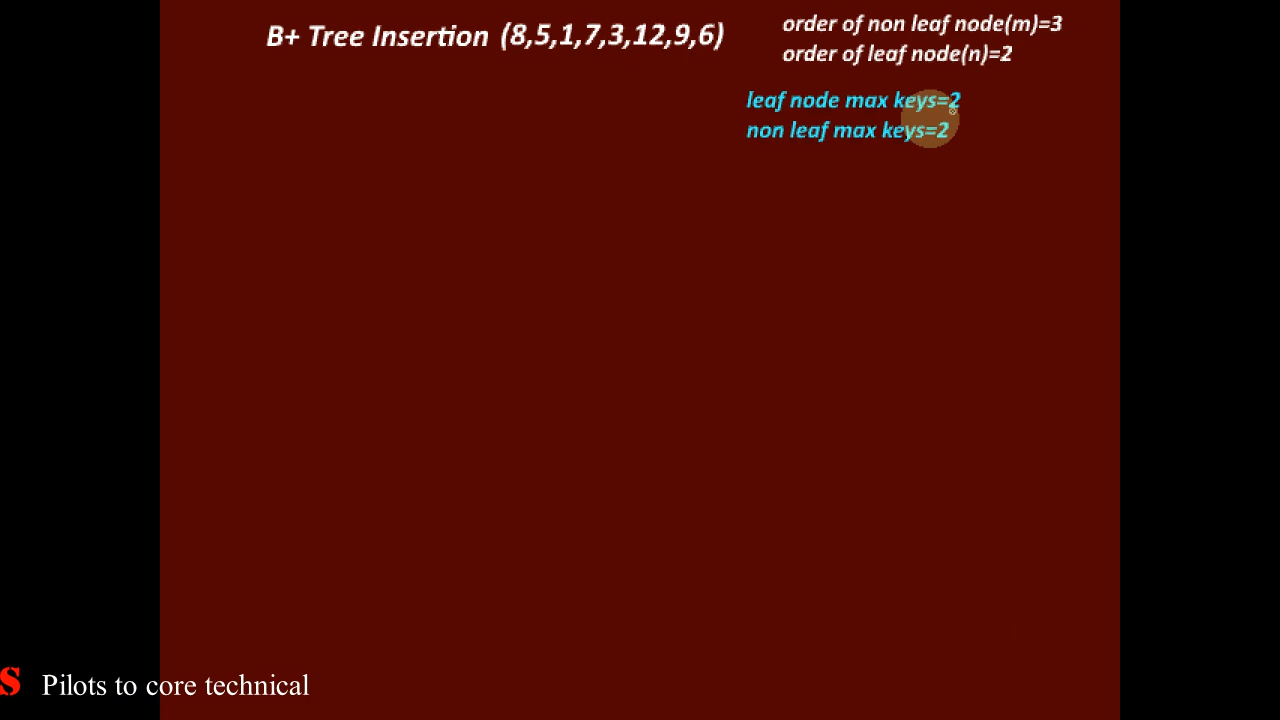 B+ Tree Insertion (8,5,1,7,3,12,9,6)
order of non leaf node(m)=3
order of leaf node(n)=2
leaf node max keys=2
non leaf max keys=2
S Pilots to core technical